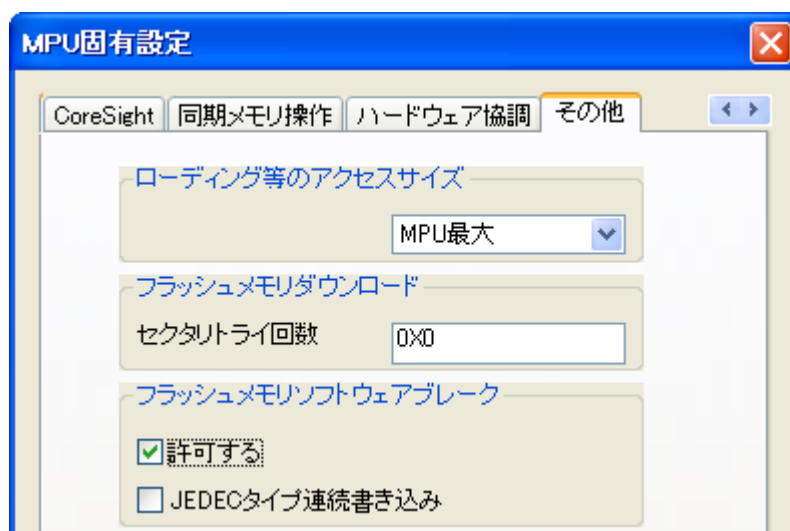 MPU固有設定
CoreSight 同期メモリ操作 ハードウェア協調 その他
ローディング等のアクセスサイズ
MPU最大
フラッシュメモリダウンロード
セクタリトライ回数 0X0
フラッシュメモリソフトウェアブレーク
許可する
JEDECタイプ連続書き込み